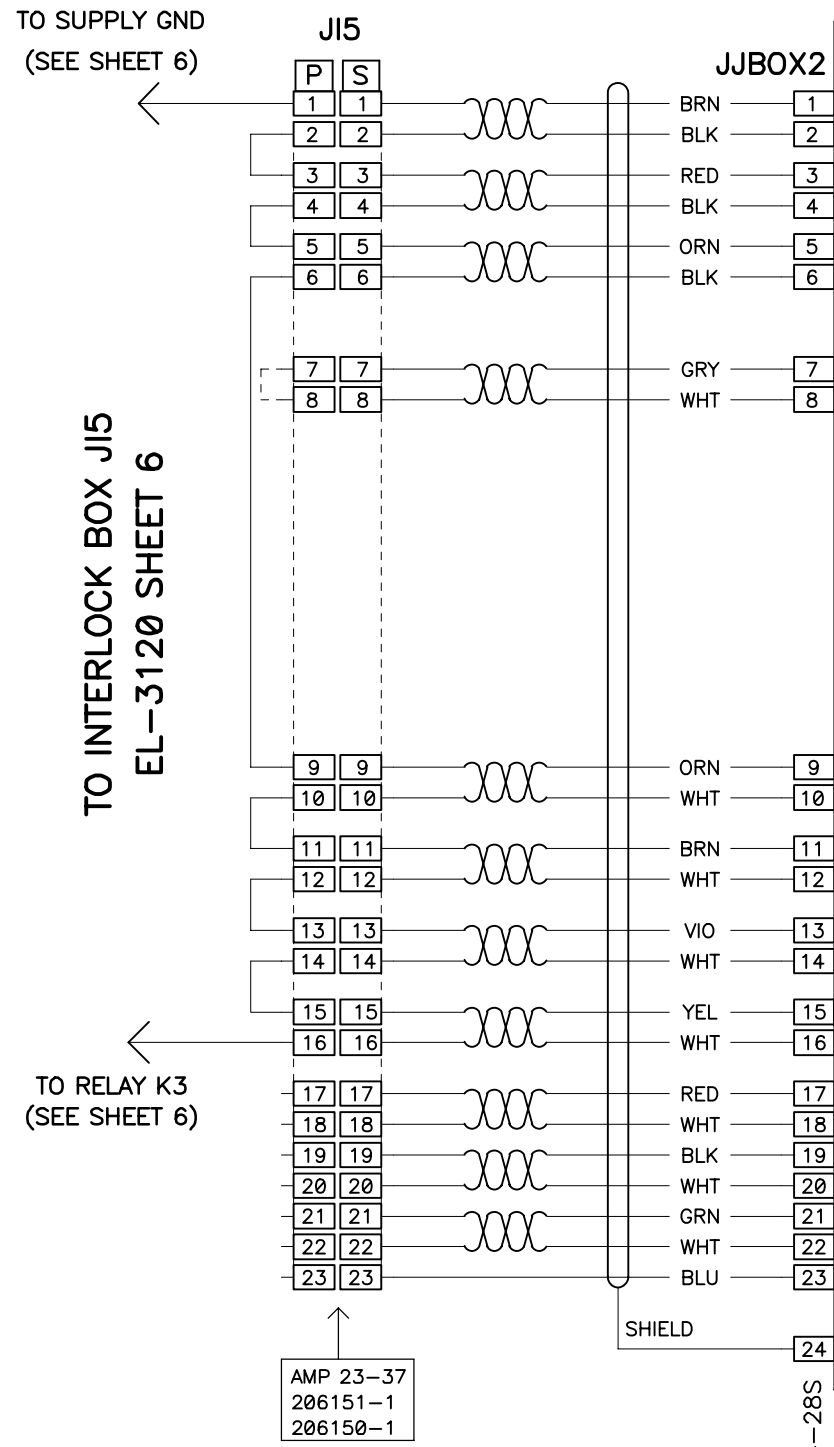 TO SUPPLY GND
(SEE SHEET 6)
JI5
JJBOX2
P S
1 1 BRN 1
2 2 BLK 2
3 3 RED 3
4 4 BLK 4
5 5 ORN 5
6 6 BLK 6
7 7 GRY 7
8 8 WHT 8
TO INTERLOCK BOX JI5
EL-3120 SHEET 6
9 9 ORN 9
10 10 WHT 10
11 11 BRN 11
12 12 WHT 12
13 13 VIO 13
14 14 WHT 14
15 15 YEL 15
16 16 WHT 16
TO RELAY K3
(SEE SHEET 6)
17 17 RED 17
18 18 WHT 18
19 19 BLK 19
20 20 WHT 20
21 21 GRN 21
22 22 WHT 22
23 23 BLU 23
SHIELD
24
AMP 23-37
206151-1
206150-1
-28S